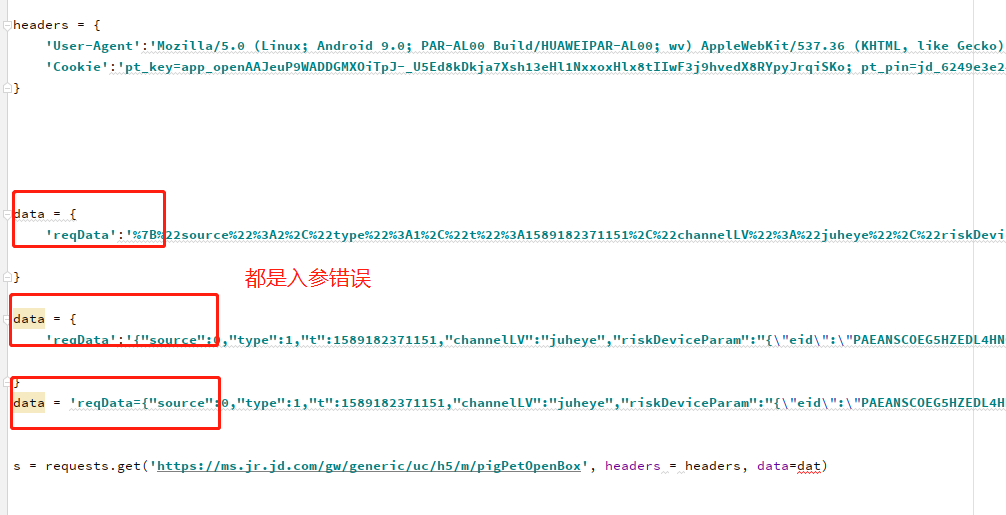 headers = {
'User-Agent':'Mozilla/5.0 (Linux; Android 9.0; PAR-AL00 Build/HUAWEIPAR-AL00; wv) AppleWebKit/537.36 (KHTML, like Gecko)
'Cookie':'pt_key=app_openAAJeuP9WADDGMXOiTpJ-_U5Ed8kDkja7Xsh13eHl1NxxoxHlx8tIIwF3j9hvedX8RYpyJrqiSKo; pt_pin=jd_6249e3e2
}
data = {
'reqData':'%7B%22source%22%3A2%2C%22type%22%3A1%2C%22t%22%3A1589182371151%2C%22channelLV%22%3A%22juheye%22%2C%22riskDevi
}
都是入参错误
data = {
'reqData':'{"source":0,"type":1,"t":1589182371151,"channelLV":"juheye","riskDeviceParam":"{\"eid\":\"PAEANSCOEG5HZEDL4HN
}
data = 'reqData={"source":0,"type":1,"t":1589182371151,"channelLV":"juheye","riskDeviceParam":"{\"eid\":\"PAEANSCOEG5HZEDL4H
s = requests.get('https://ms.jr.jd.com/gw/generic/uc/h5/m/pigPetOpenBox', headers = headers, data=dat)